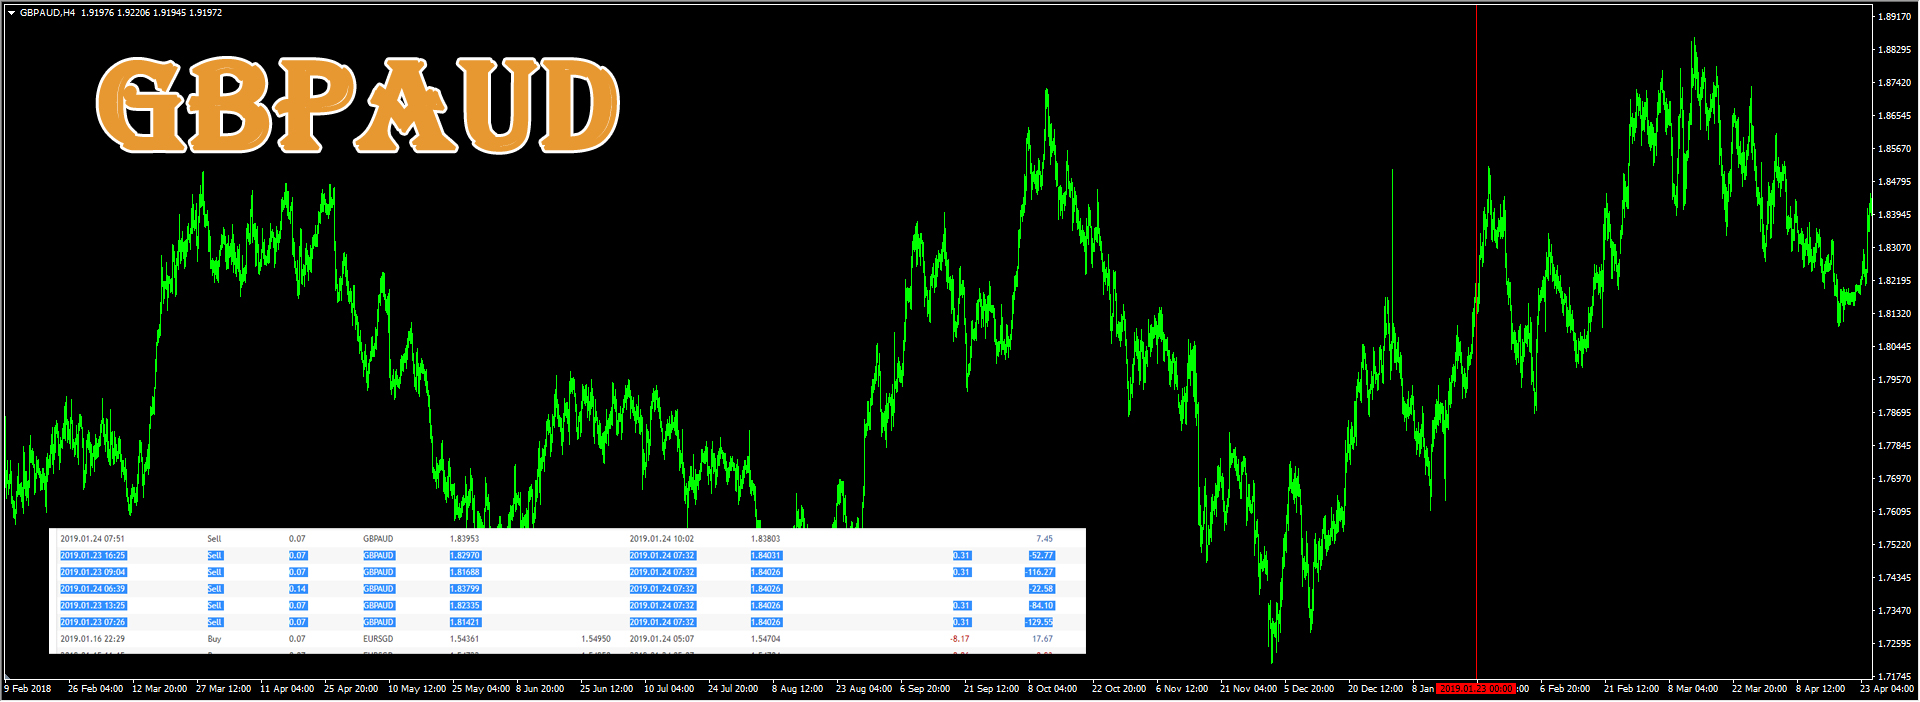 GBPAUD,H4 1.91976 1.92206 1.91945 1.91972
GBPAUD
1.89170
1.88295
1.87420
1.86545
1.85670
1.84795
1.83945
1.83070
1.82195
1.81320
1.80445
1.79570
1.78695
1.77845
1.76970
1.76095
1.75220
1.74345
1.73470
1.72595
1.71745
2019.01.24 07:51 Sell 0.07 GBPAUD 1.83953 2019.01.24 10:02 1.83803 7.45
2019.01.23 16:25 Sell 0.07 GBPAUD 1.82970 2019.01.24 07:32 1.84031 0.31 -52.77
2019.01.23 09:04 Sell 0.07 GBPAUD 1.81688 2019.01.24 07:32 1.84026 0.31 -116.27
2019.01.24 06:39 Sell 0.14 GBPAUD 1.83799 2019.01.24 07:32 1.84026 -22.58
2019.01.23 13:25 Sell 0.07 GBPAUD 1.82335 2019.01.24 07:32 1.84026 0.31 -84.10
2019.01.23 07:26 Sell 0.07 GBPAUD 1.81421 2019.01.24 07:32 1.84026 0.31 -129.55
2019.01.16 22:29 Buy 0.07 EURSGD 1.54361 1.54950 2019.01.24 05:07 1.54704 -8.17 17.67
9 Feb 2018 26 Feb 04:00 12 Mar 20:00 27 Mar 12:00 11 Apr 04:00 25 Apr 20:00 10 May 12:00 25 May 04:00 8 Jun 20:00 25 Jun 12:00 10 Jul 04:00 24 Jul 20:00 8 Aug 12:00 23 Aug 04:00 6 Sep 20:00 21 Sep 12:00 8 Oct 04:00 22 Oct 20:00 6 Nov 12:00 21 Nov 04:00 5 Dec 20:00 20 Dec 12:00 8 Jan 2019.01.23 00:00 :00 6 Feb 20:00 21 Feb 12:00 8 Mar 04:00 22 Mar 20:00 8 Apr 12:00 23 Apr 04:00